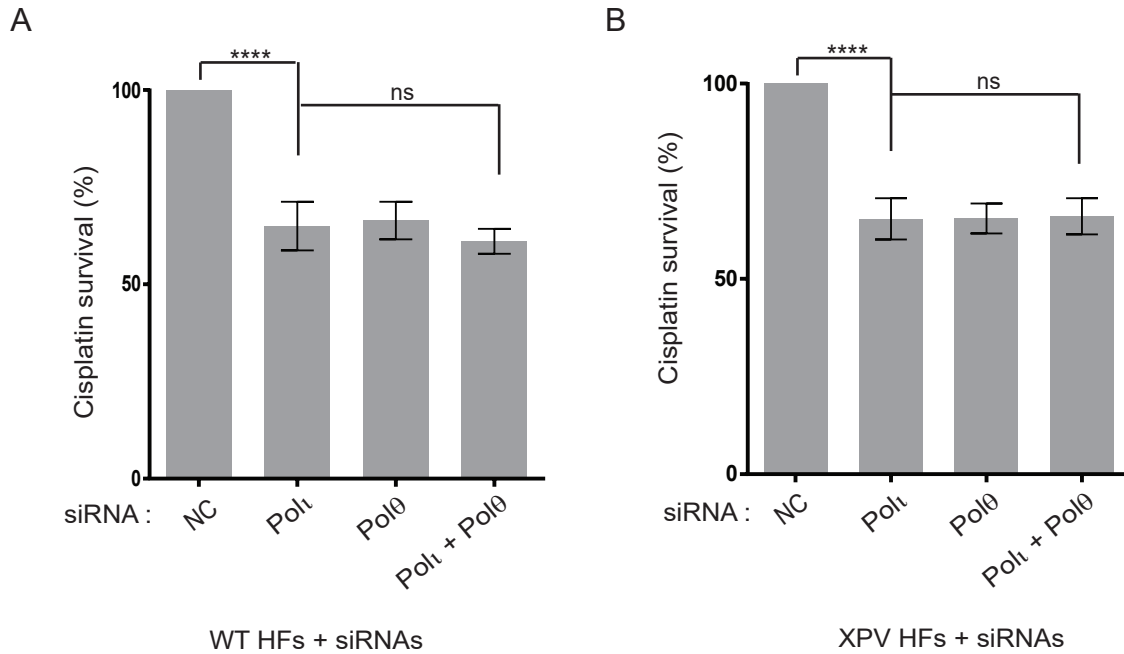 A
B
****
ns
100
50
0
Cisplatin survival (%)
siRNA :
NC
Polι
Polθ
Polι + Polθ
WT HFs + siRNAs
****
ns
100
50
0
Cisplatin survival (%)
siRNA :
NC
Polι
Polθ
Polι + Polθ
XPV HFs + siRNAs